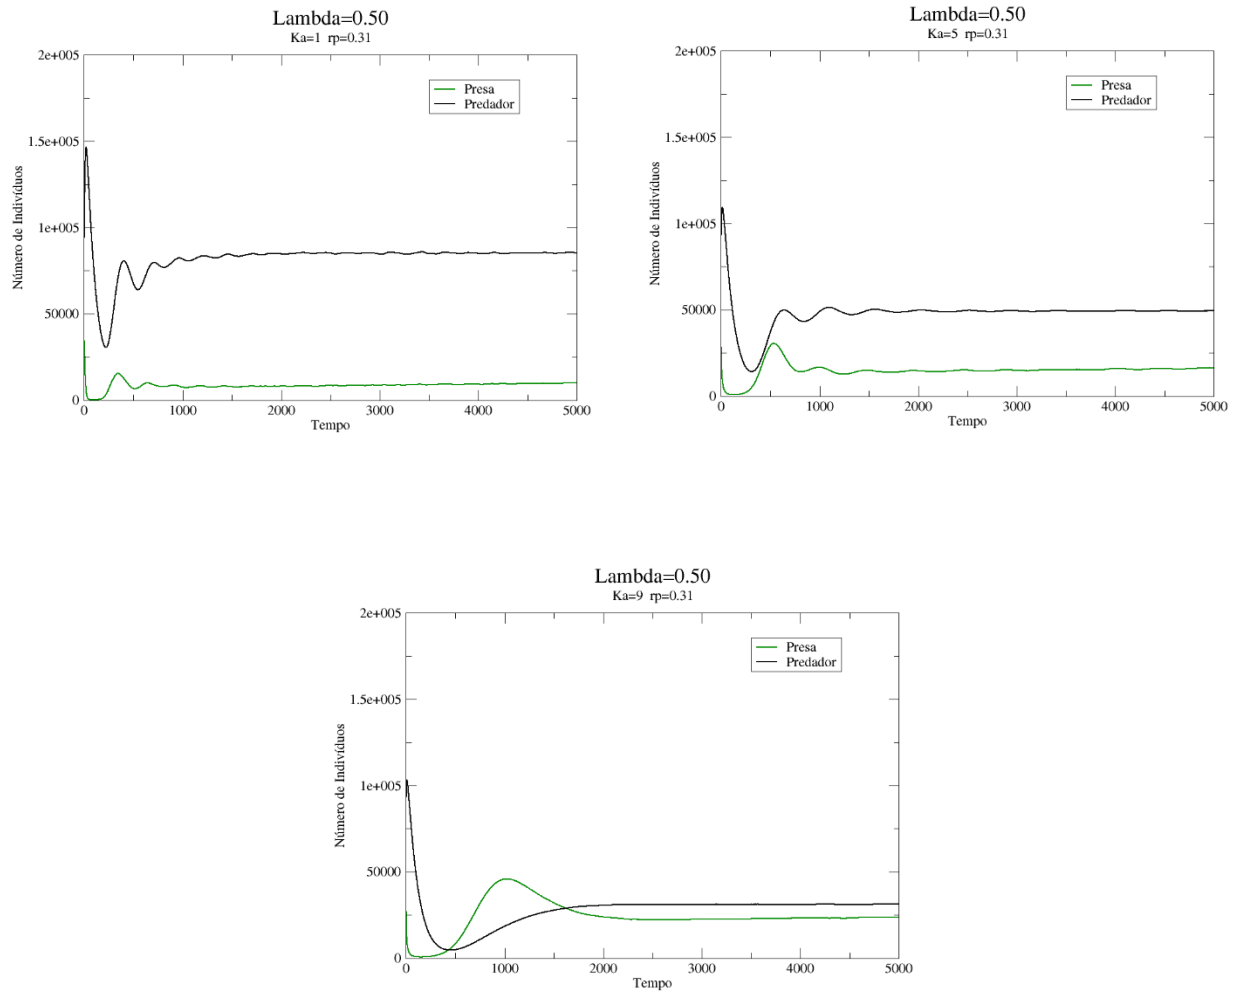 Lambda=0.50
Ka=1 rp=0.31
2e+005
1.5e+005
1e+005
50000
0
Número de Indivíduos
Presa
Predador
0 1000 2000 3000 4000 5000
Tempo
Lambda=0.50
Ka=5 rp=0.31
2e+005
1.5e+005
1e+005
50000
0
Número de Indivíduos
Presa
Predador
0 1000 2000 3000 4000 5000
Tempo
Lambda=0.50
Ka=9 rp=0.31
2e+005
1.5e+005
1e+005
50000
0
Número de Indivíduos
Presa
Predador
0 1000 2000 3000 4000 5000
Tempo